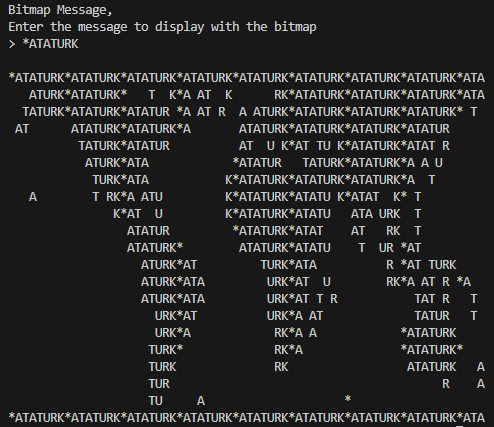 Bitmap Message,
Enter the message to display with the bitmap
> *ATATURK
*ATATURK*ATATURK*ATATURK*ATATURK*ATATURK*ATATURK*ATATURK*ATATURK*ATA
   ATURK*ATATURK*   T  K*A AT  K      RK*ATATURK*ATATURK*ATATURK*ATA
  TATURK*ATATURK*ATATUR *A AT R  A ATURK*ATATURK*ATATURK*ATATURK* T
 AT      ATATURK*ATATURK*A       ATATURK*ATATURK*ATATURK*ATATUR
          TATURK*ATATUR          AT  U K*AT TU K*ATATURK*ATAT R
           ATURK*ATA            *ATATUR   TATURK*ATATURK*A A U
            TURK*ATA           K*ATATURK*ATATURK*ATATURK*A  T
   A        T RK*A ATU         K*ATATURK*ATATU K*ATAT  K* T
               K*AT  U         K*ATATURK*ATATU   ATA URK  T
                 ATATUR         *ATATURK*ATAT    AT   RK  T
                 ATATURK*        ATATURK*ATATU    T  UR *AT
                   ATURK*AT         TURK*ATA          R *AT TURK
                   ATURK*ATA         URK*AT  U        RK*A AT R *A
                   ATURK*ATA         URK*AT T R           TAT R   T
                     URK*AT          URK*A AT             TATUR   T
                     URK*A            RK*A A            *ATATURK
                    TURK*             RK*A              *ATATURK*
                    TURK              RK                 ATATURK   A
                    TUR                                       R    A
                    TU     A                    *
*ATATURK*ATATURK*ATATURK*ATATURK*ATATURK*ATATURK*ATATURK*ATATURK*ATA